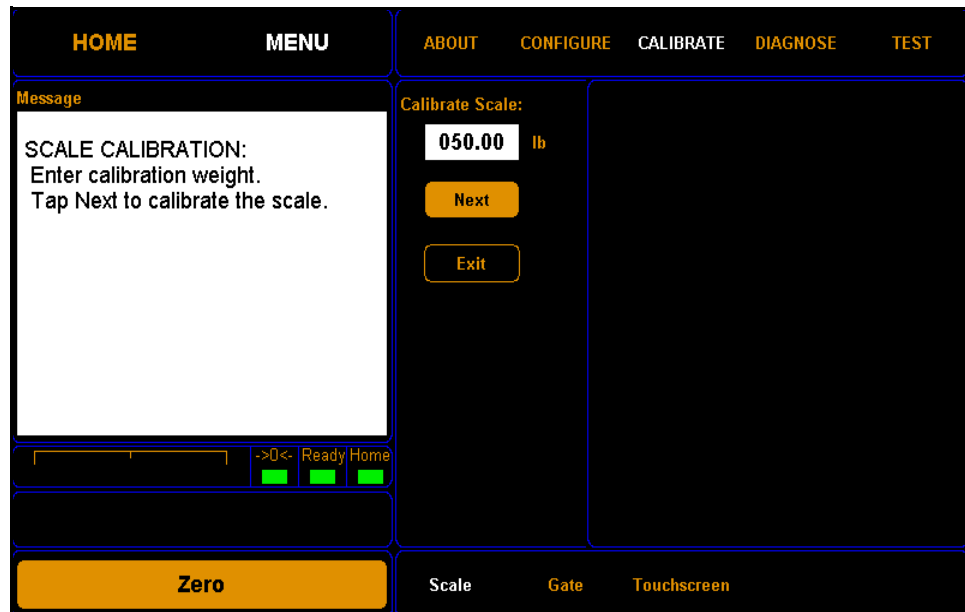 HOME MENU ABOUT CONFIGURE CALIBRATE DIAGNOSE TEST
Message
SCALE CALIBRATION:
Enter calibration weight.
Tap Next to calibrate the scale.
Calibrate Scale:
050.00 lb
Next
Exit
->0<- Ready Home
Zero
Scale Gate Touchscreen